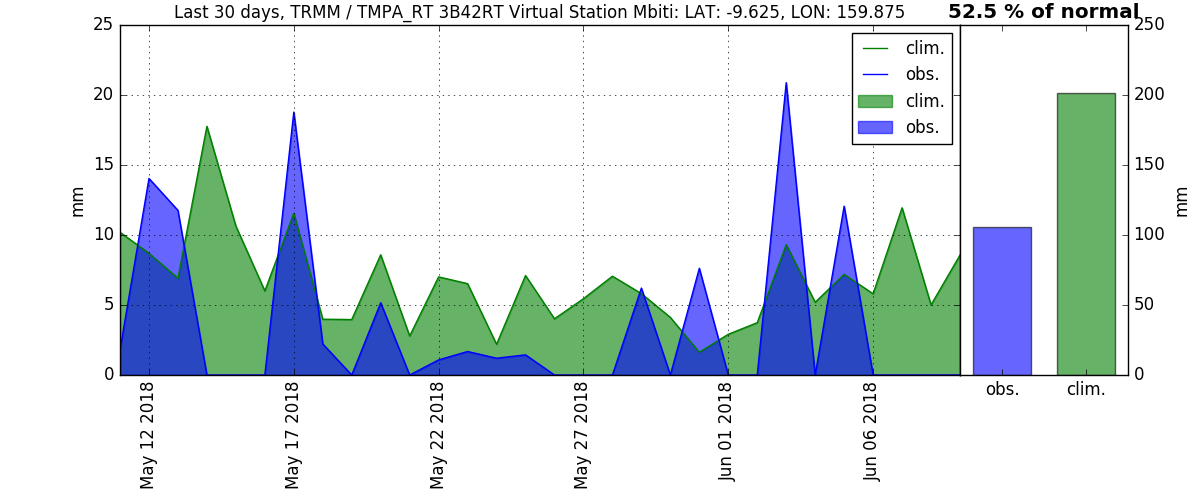 Last 30 days, TRMM / TMPA_RT 3B42RT Virtual Station Mbiti: LAT: -9.625, LON: 159.875
52.5 % of normal
25
20
15
10
5
0
mm
clim.
obs.
clim.
obs.
May 12 2018
May 17 2018
May 22 2018
May 27 2018
Jun 01 2018
Jun 06 2018
250
200
150
100
50
0
mm
obs.
clim.